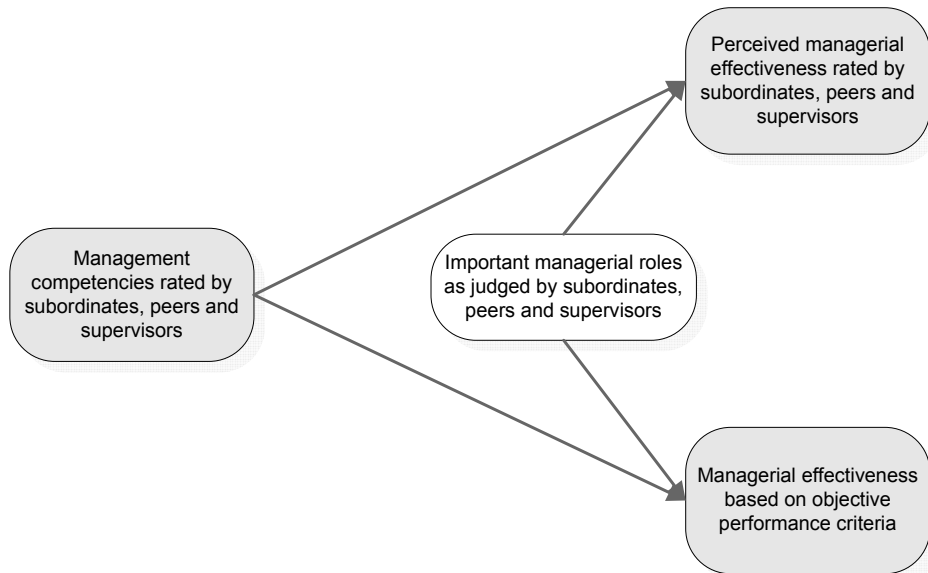 Perceived managerial
effectiveness rated by
subordinates, peers and
supervisors
Management
competencies rated by
subordinates, peers and
supervisors
Important managerial roles
as judged by subordinates,
peers and supervisors
Managerial effectiveness
based on objective
performance criteria